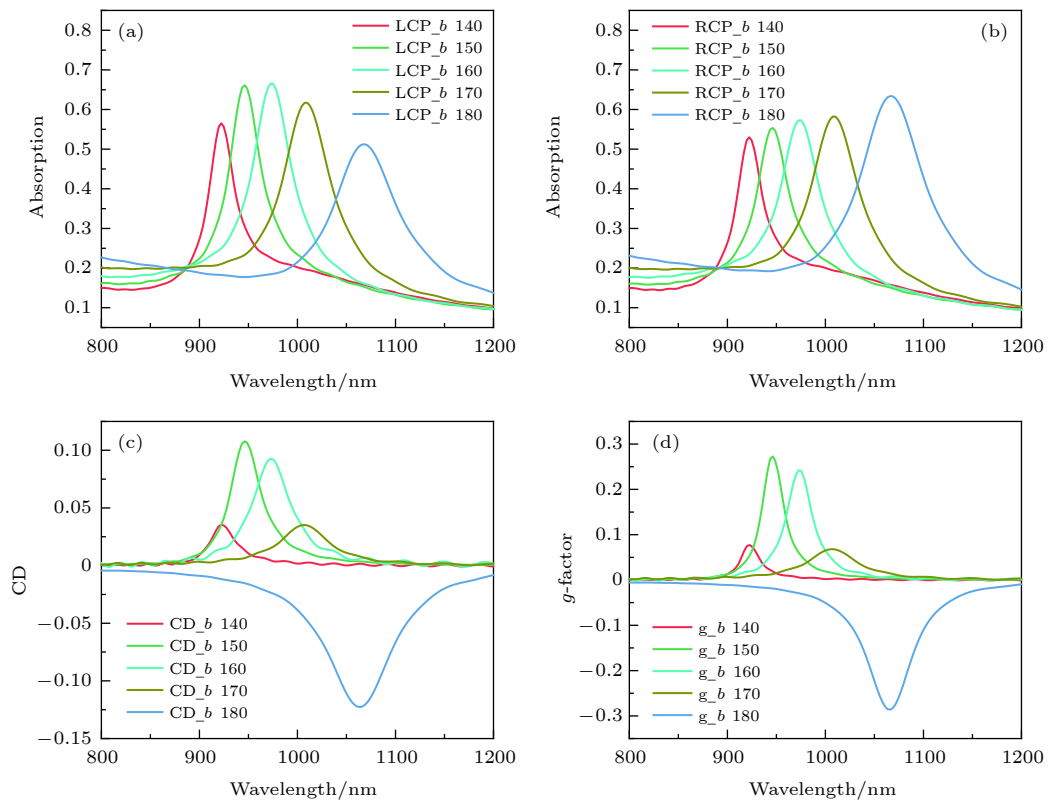 (a)
LCP_b 140
LCP_b 150
LCP_b 160
LCP_b 170
LCP_b 180
0.8
0.7
0.6
0.5
0.4
0.3
0.2
0.1
Absorption
800 900 1000 1100 1200
Wavelength/nm
(b)
RCP_b 140
RCP_b 150
RCP_b 160
RCP_b 170
RCP_b 180
0.8
0.7
0.6
0.5
0.4
0.3
0.2
0.1
Absorption
800 900 1000 1100 1200
Wavelength/nm
(c)
0.10
0.05
0
−0.05
−0.10
−0.15
CD
CD_b 140
CD_b 150
CD_b 160
CD_b 170
CD_b 180
800 900 1000 1100 1200
Wavelength/nm
(d)
0.3
0.2
0.1
0
−0.1
−0.2
−0.3
g-factor
g_b 140
g_b 150
g_b 160
g_b 170
g_b 180
800 900 1000 1100 1200
Wavelength/nm